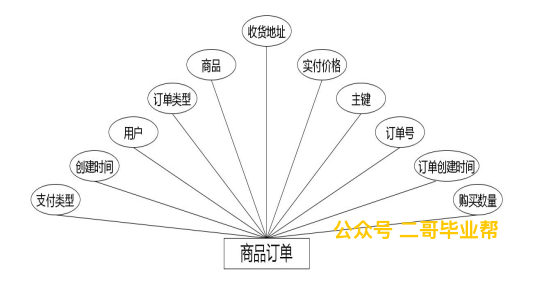 收货地址
商品
实付价格
订单类型
主键
用户
订单号
创建时间
订单创建时间
支付类型
购买数量
公众号 二哥毕业帮
商品订单